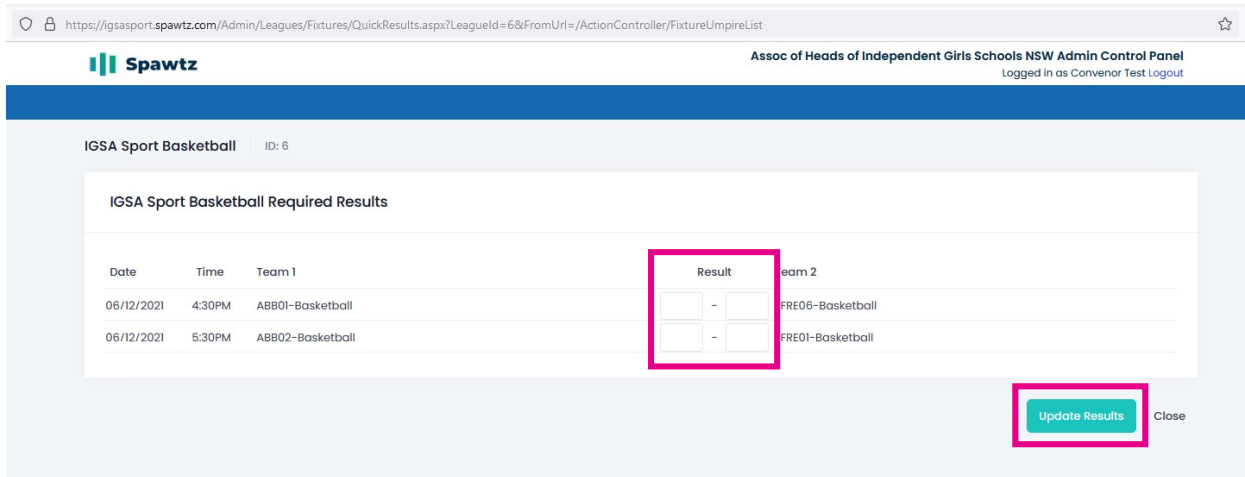 https://igsasport.spawtz.com/Admin/Leagues/Fixtures/QuickResults.aspx?LeagueId=6&FromUrl=/ActionController/FixtureUmpireList
Spawtz
Assoc of Heads of Independent Girls Schools NSW Admin Control Panel
Logged in as Convenor Test Logout
IGSA Sport Basketball ID: 6
IGSA Sport Basketball Required Results
Date Time Team 1 Result eam 2
06/12/2021 4:30PM ABB01-Basketball - FRE06-Basketball
06/12/2021 5:30PM ABB02-Basketball - FRE01-Basketball
Update Results Close